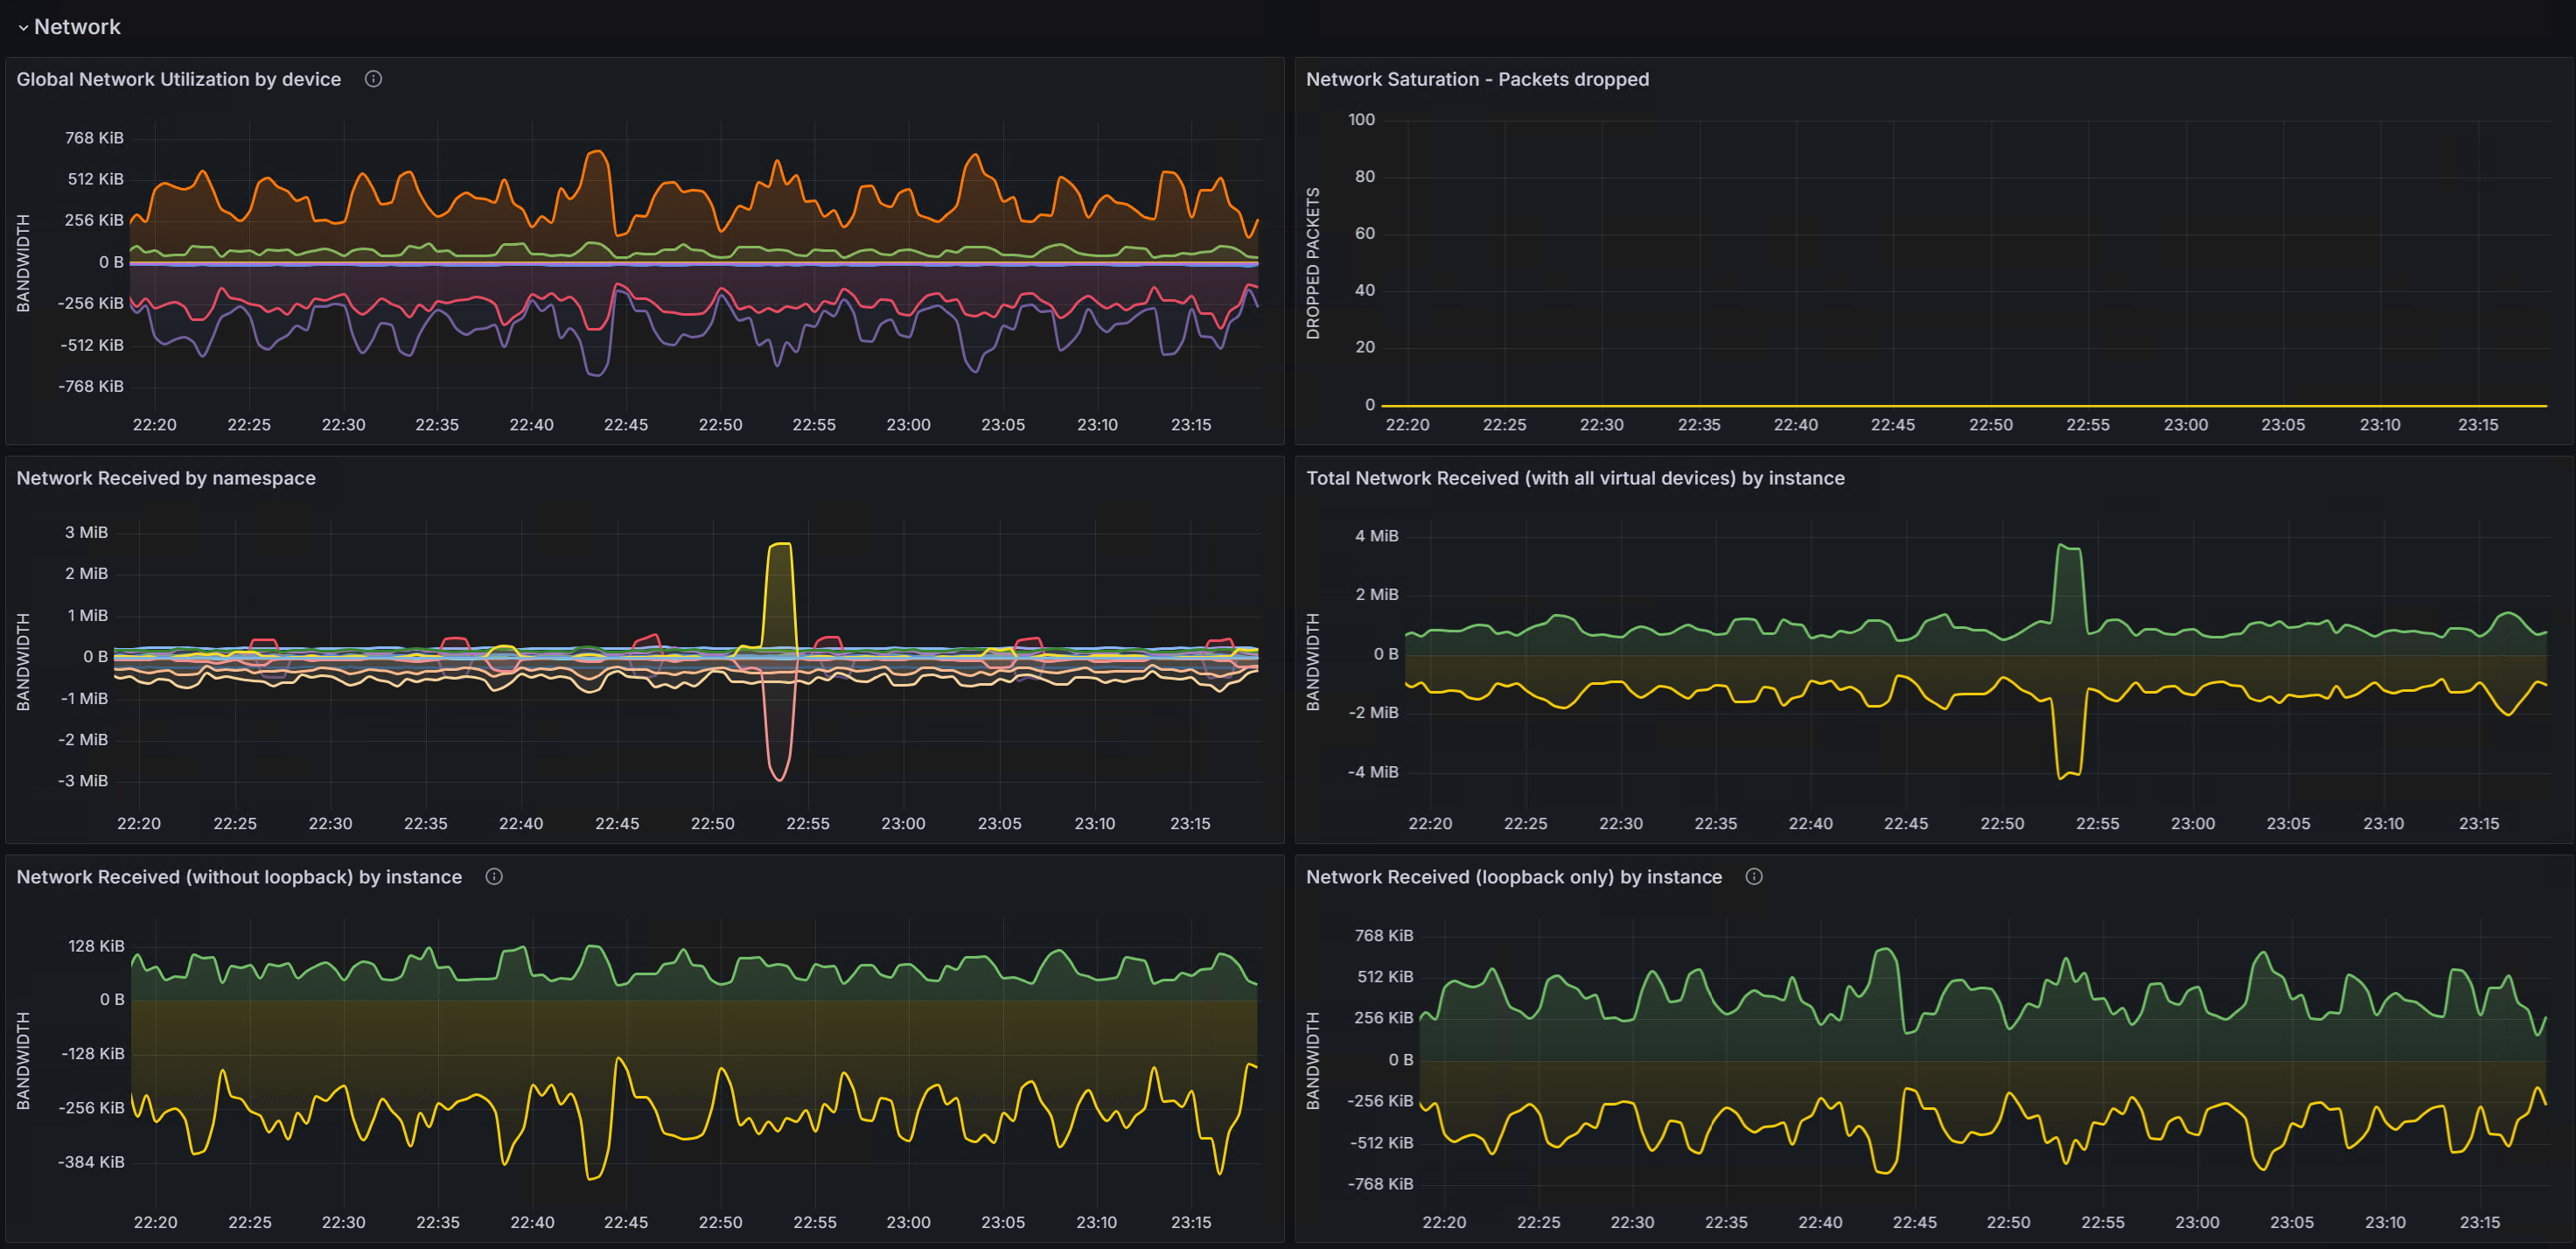 Network
Global Network Utilization by device
BANDWIDTH
768 KiB
512 KiB
256 KiB
0 B
-256 KiB
-512 KiB
-768 KiB
22:20 22:25 22:30 22:35 22:40 22:45 22:50 22:55 23:00 23:05 23:10 23:15
Network Saturation - Packets dropped
DROPPED PACKETS
100
80
60
40
20
0
22:20 22:25 22:30 22:35 22:40 22:45 22:50 22:55 23:00 23:05 23:10 23:15
Network Received by namespace
BANDWIDTH
3 MiB
2 MiB
1 MiB
0 B
-1 MiB
-2 MiB
-3 MiB
22:20 22:25 22:30 22:35 22:40 22:45 22:50 22:55 23:00 23:05 23:10 23:15
Total Network Received (with all virtual devices) by instance
BANDWIDTH
4 MiB
2 MiB
0 B
-2 MiB
-4 MiB
22:20 22:25 22:30 22:35 22:40 22:45 22:50 22:55 23:00 23:05 23:10 23:15
Network Received (without loopback) by instance
BANDWIDTH
128 KiB
0 B
-128 KiB
-256 KiB
-384 KiB
22:20 22:25 22:30 22:35 22:40 22:45 22:50 22:55 23:00 23:05 23:10 23:15
Network Received (loopback only) by instance
BANDWIDTH
768 KiB
512 KiB
256 KiB
0 B
-256 KiB
-512 KiB
-768 KiB
22:20 22:25 22:30 22:35 22:40 22:45 22:50 22:55 23:00 23:05 23:10 23:15